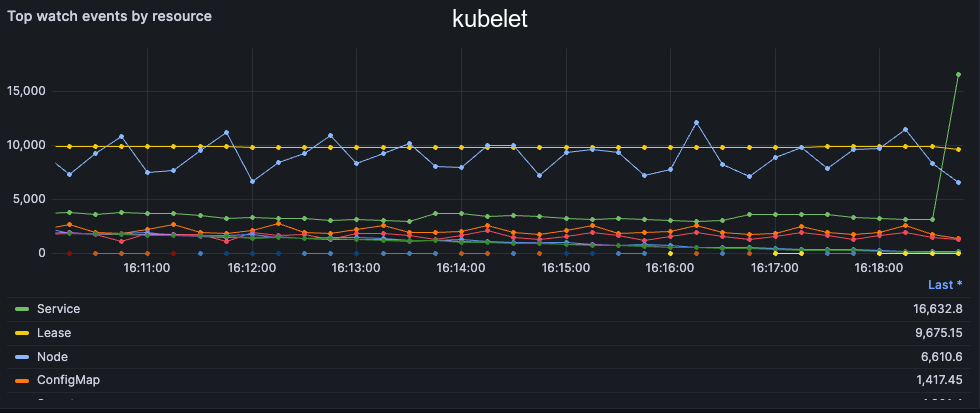 Top watch events by resource
kubelet
15,000
10,000
5,000
0
16:11:00 16:12:00 16:13:00 16:14:00 16:15:00 16:16:00 16:17:00 16:18:00
Last *
Service 16,632.8
Lease 9,675.15
Node 6,610.6
ConfigMap 1,417.45